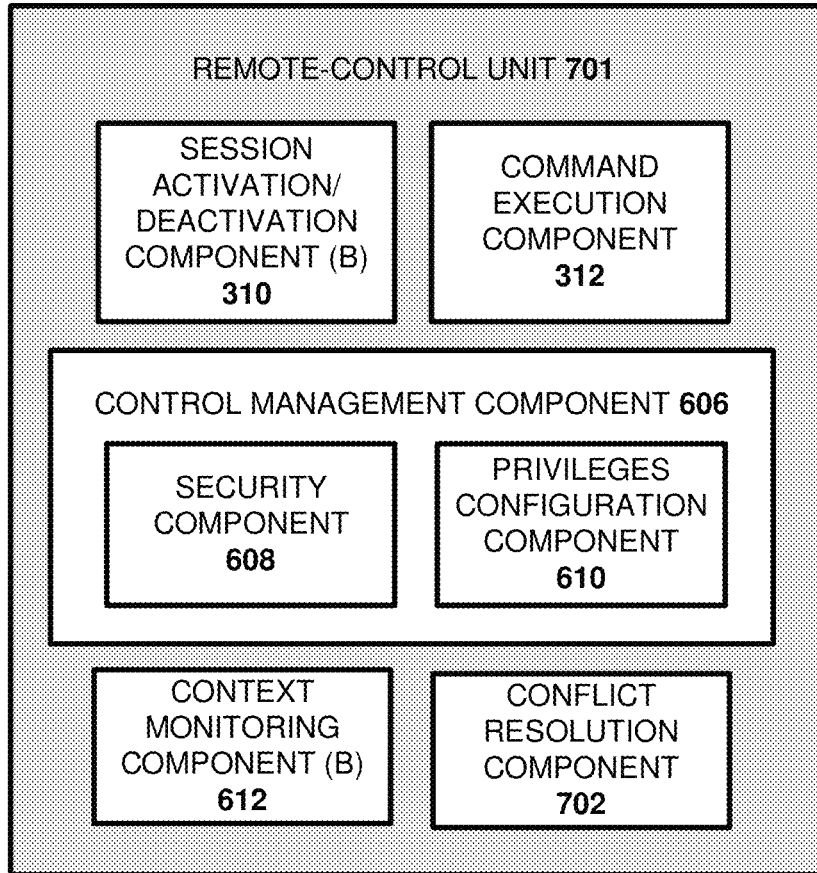 REMOTE-CONTROL UNIT 701
SESSION
ACTIVATION/
DEACTIVATION
COMPONENT (B)
310
COMMAND
EXECUTION
COMPONENT
312
CONTROL MANAGEMENT COMPONENT 606
SECURITY
COMPONENT
608
PRIVILEGES
CONFIGURATION
COMPONENT
610
CONTEXT
MONITORING
COMPONENT (B)
612
CONFLICT
RESOLUTION
COMPONENT
702